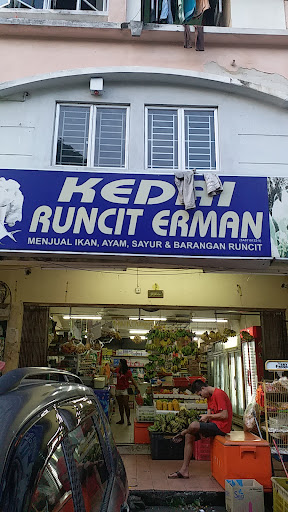 KEDAI
RUNCIT ERMAN
MENJUAL IKAN, AYAM, SAYUR & BARANGAN RUNCIT